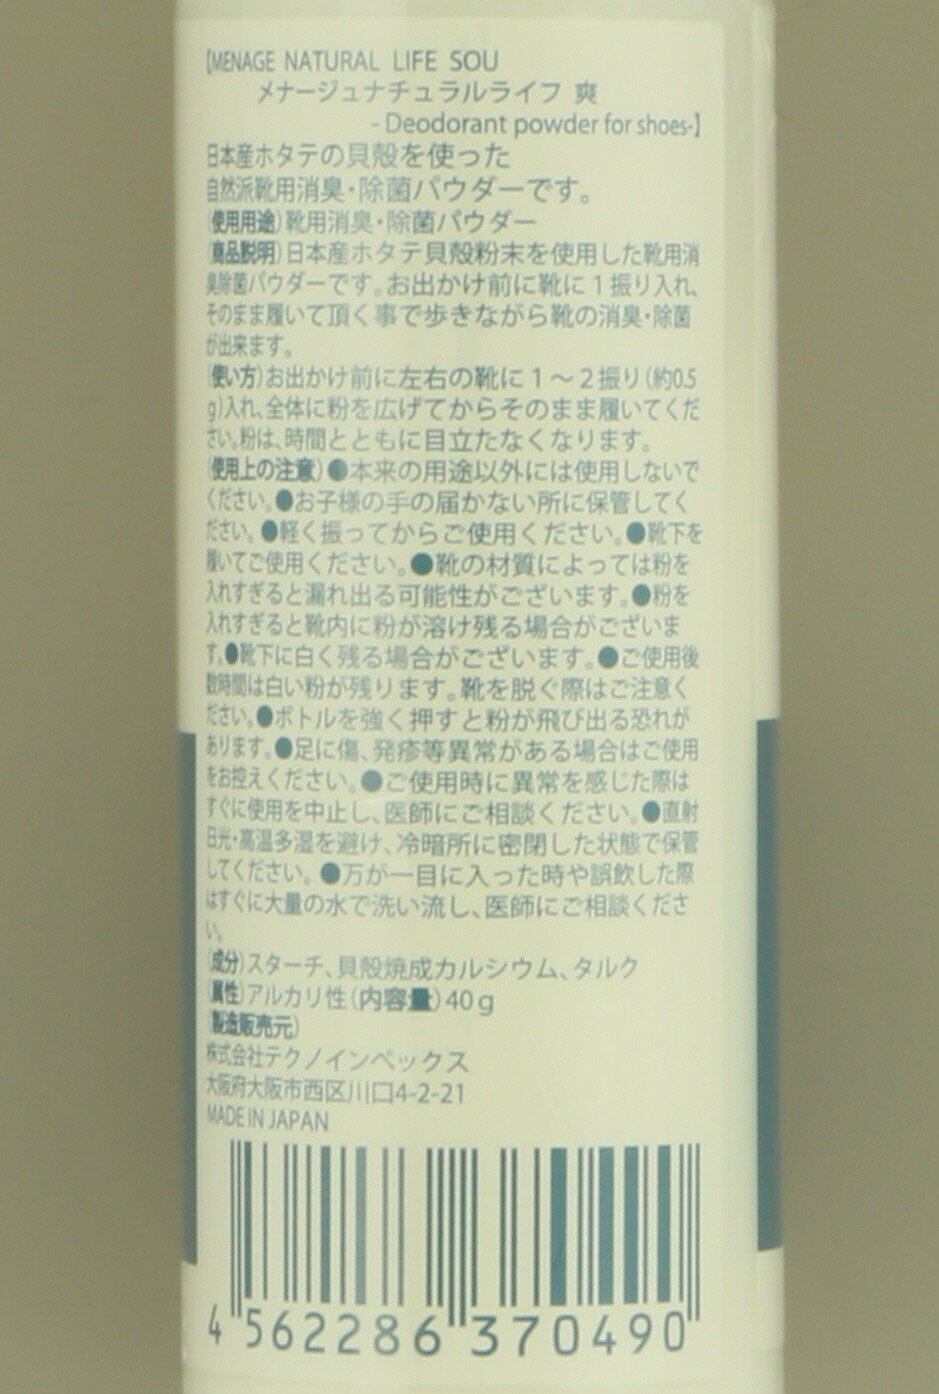 【MENAGE NATURAL LIFE SOU
メナージュナチュラルライフ 爽
- Deodorant powder for shoes-】
日本産ホタテの貝殻を使った
自然派靴用消臭・除菌パウダーです。
（使用用途）靴用消臭・除菌パウダー
（商品説明）日本産ホタテ貝殻粉末を使用した靴用消
臭除菌パウダーです。お出かけ前に靴に1振り入れ、
そのまま履いて頂く事で歩きながら靴の消臭・除菌
が出来ます。
（使い方）お出かけ前に左右の靴に1～2振り（約0.5
g）入れ、全体に粉を広げてからそのまま履いてくだ
さい。粉は、時間とともに目立たなくなります。
（使用上の注意）●本来の用途以外には使用しないで
ください。●お子様の手の届かない所に保管してく
ださい。●軽く振ってからご使用ください。●靴下を
履いてご使用ください。●靴の材質によっては粉を
入れすぎると漏れ出る可能性がございます。●粉を
入れすぎると靴内に粉が溶け残る場合がございま
す。●靴下に白く残る場合がございます。●ご使用後
数時間は白い粉が残ります。靴を脱ぐ際はご注意く
ださい。●ボトルを強く押すと粉が飛び出る恐れが
あります。●足に傷、発疹等異常がある場合はご使用
をお控えください。●ご使用時に異常を感じた際は
すぐに使用を中止し、医師にご相談ください。●直射
日光・高温多湿を避け、冷暗所に密閉した状態で保管
してください。●万が一目に入った時や誤飲した際
はすぐに大量の水で洗い流し、医師にご相談くださ
い。
（成分）スターチ、貝殻焼成カルシウム、タルク
（属性）アルカリ性（内容量）40g
（製造販売元）
株式会社テクノインペックス
大阪府大阪市西区川口4-2-21
MADE IN JAPAN
4 562286 370490